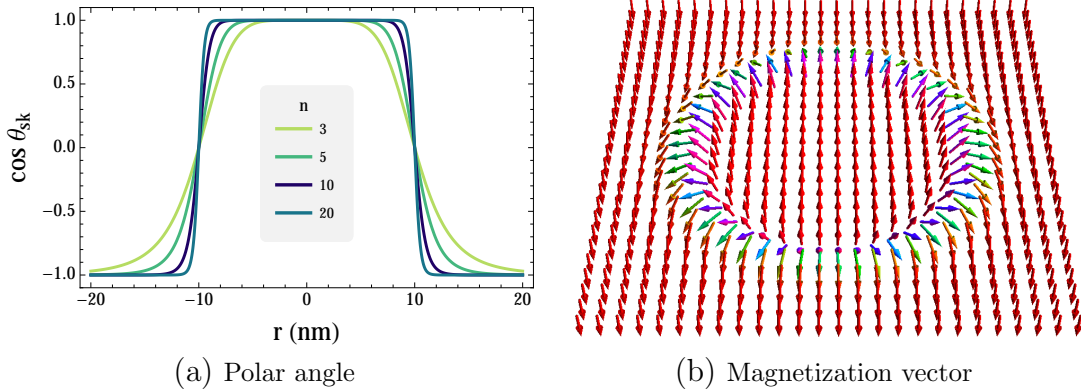 1.0
0.5
0.0
−0.5
−1.0
cos θsk
n
3
5
10
20
−20 −10 0 10 20
r (nm)
(a) Polar angle
(b) Magnetization vector